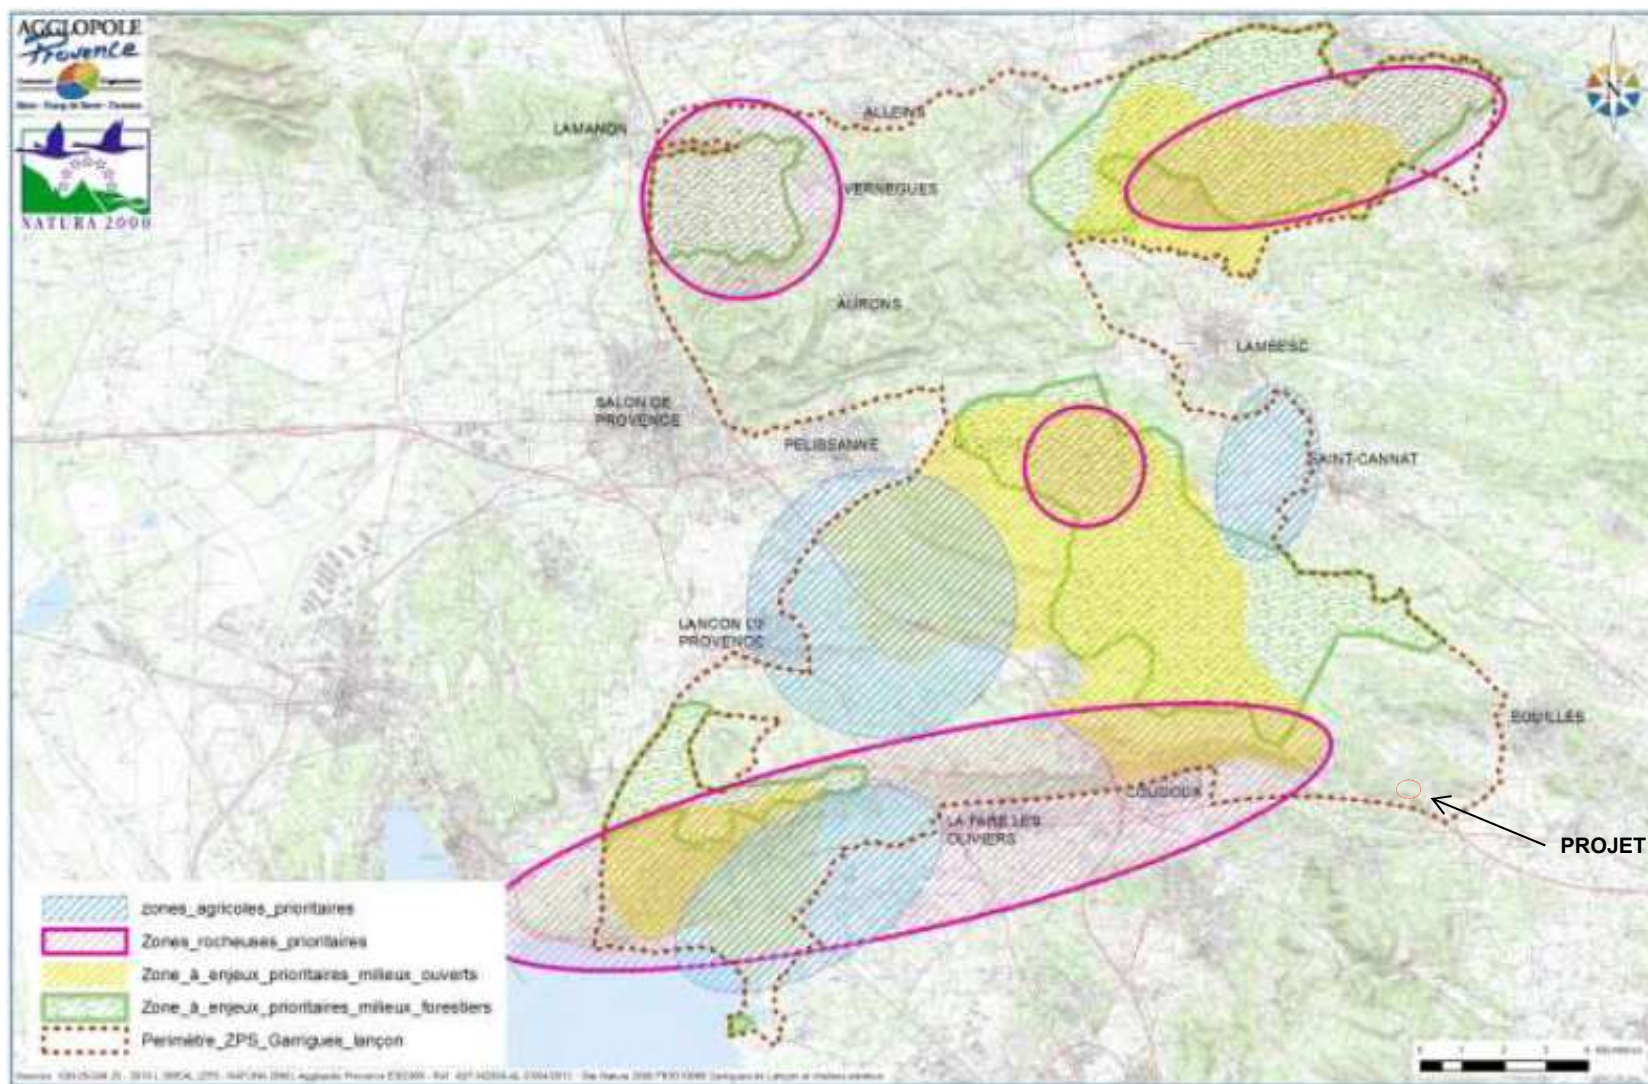 AGGLOPOLE
Provence
NATURA 2000
LAMANON
ALLEINS
VERNEGUES
AURONS
LAMBESC
SALON DE
PROVENCE
PELISSANNE
SAINT-CANNAT
LANCON DE
PROVENCE
EGUILLES
COUDOUX
LA FARE LES
OLIVIERS
PROJET
zones_agricoles_prioritaires
Zones_rocheuses_prioritaires
Zone_à_enjeux_prioritaires_milieux_ouverts
Zone_à_enjeux_prioritaires_milieux_forestiers
Perimètre_ZPS_Garrigues_lançon